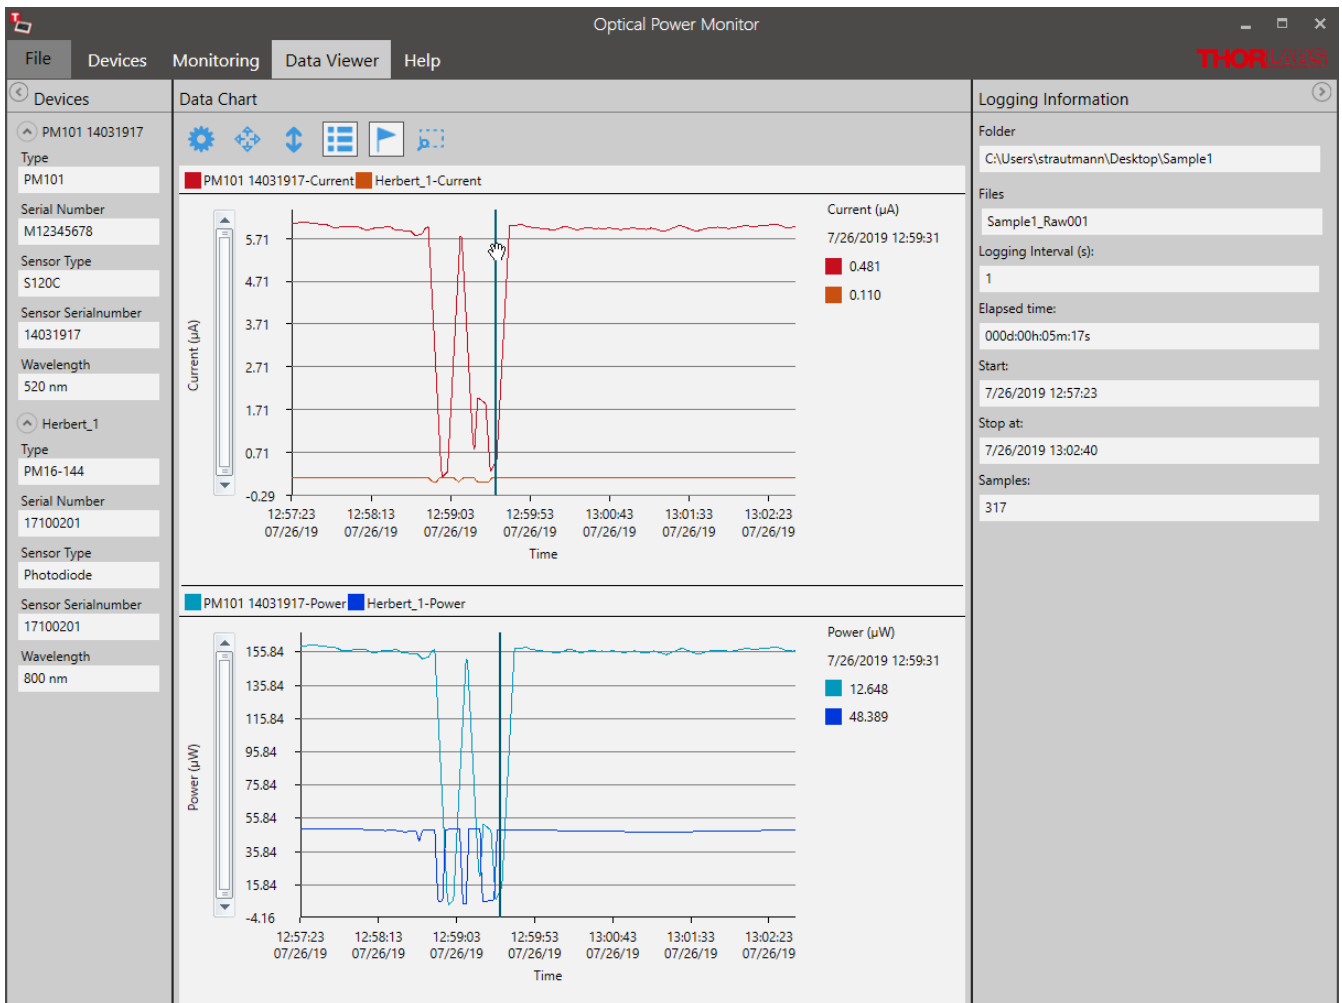 Optical Power Monitor
File Devices Monitoring Data Viewer Help
THORLABS
Devices
PM101 14031917
Type
PM101
Serial Number
M12345678
Sensor Type
S120C
Sensor Serialnumber
14031917
Wavelength
520 nm
Herbert_1
Type
PM16-144
Serial Number
17100201
Sensor Type
Photodiode
Sensor Serialnumber
17100201
Wavelength
800 nm
Data Chart
PM101 14031917-Current Herbert_1-Current
Current (µA)
5.71
4.71
3.71
2.71
1.71
0.71
-0.29
12:57:23 12:58:13 12:59:03 12:59:53 13:00:43 13:01:33 13:02:23
07/26/19 07/26/19 07/26/19 07/26/19 07/26/19 07/26/19 07/26/19
Time
Current (µA)
7/26/2019 12:59:31
0.481
0.110
PM101 14031917-Power Herbert_1-Power
Power (µW)
155.84
135.84
115.84
95.84
75.84
55.84
35.84
15.84
-4.16
12:57:23 12:58:13 12:59:03 12:59:53 13:00:43 13:01:33 13:02:23
07/26/19 07/26/19 07/26/19 07/26/19 07/26/19 07/26/19 07/26/19
Time
Power (µW)
7/26/2019 12:59:31
12.648
48.389
Logging Information
Folder
C:\Users\strautmann\Desktop\Sample1
Files
Sample1_Raw001
Logging Interval (s):
1
Elapsed time:
000d:00h:05m:17s
Start:
7/26/2019 12:57:23
Stop at:
7/26/2019 13:02:40
Samples:
317